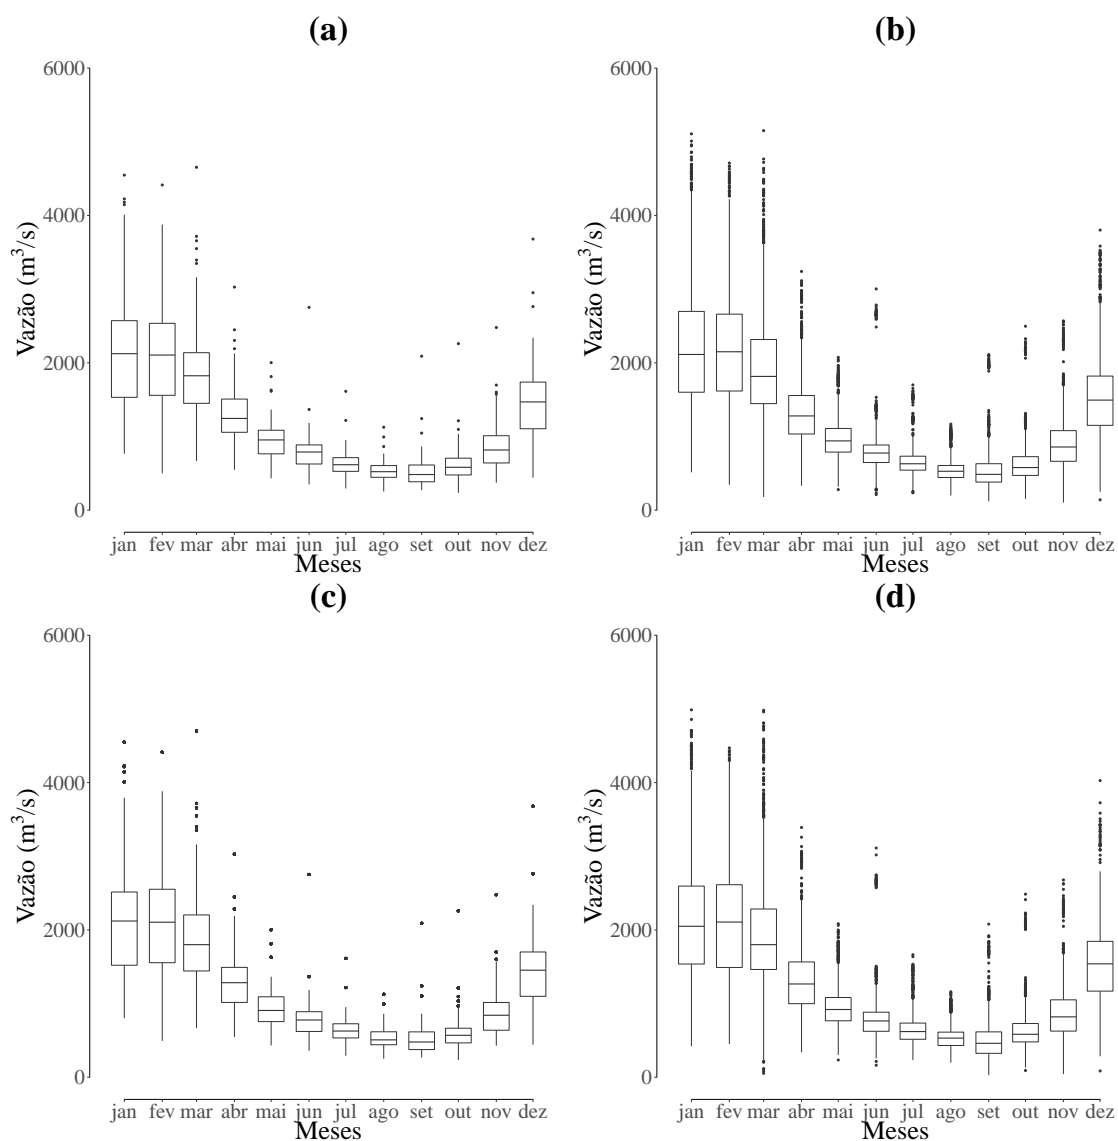 (a)
6000
4000
2000
0
Vazão (m³/s)
jan fev mar abr mai jun jul ago set out nov dez
Meses
(b)
6000
4000
2000
0
Vazão (m³/s)
jan fev mar abr mai jun jul ago set out nov dez
Meses
(c)
6000
4000
2000
0
Vazão (m³/s)
jan fev mar abr mai jun jul ago set out nov dez
Meses
(d)
6000
4000
2000
0
Vazão (m³/s)
jan fev mar abr mai jun jul ago set out nov dez
Meses